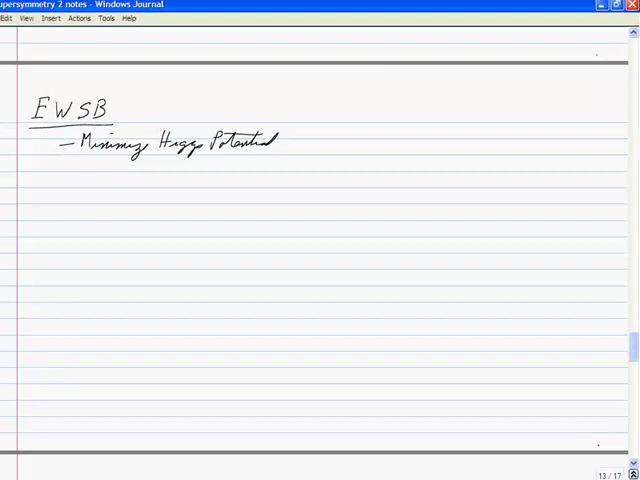 upersymmetry 2 notes - Windows Journal
Edit View Insert Actions Tools Help
EWSB
- Minimize Higgs Potential
13 / 17